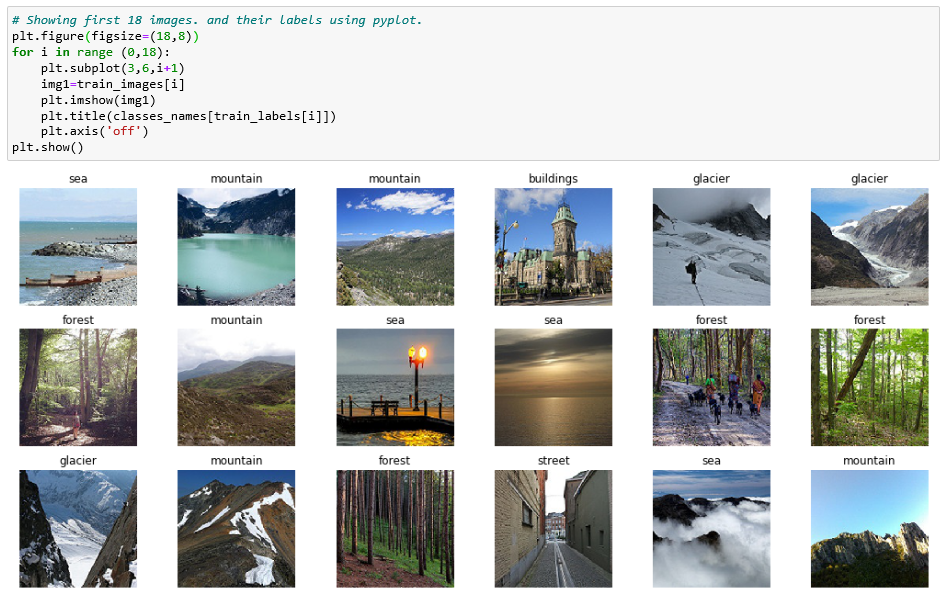 # Showing first 18 images. and their labels using pyplot.
plt.figure(figsize=(18,8))
for i in range (0,18):
    plt.subplot(3,6,i+1)
    img1=train_images[i]
    plt.imshow(img1)
    plt.title(classes_names[train_labels[i]])
    plt.axis('off')
plt.show()
sea mountain mountain buildings glacier glacier
forest mountain sea sea forest forest
glacier mountain forest street sea mountain